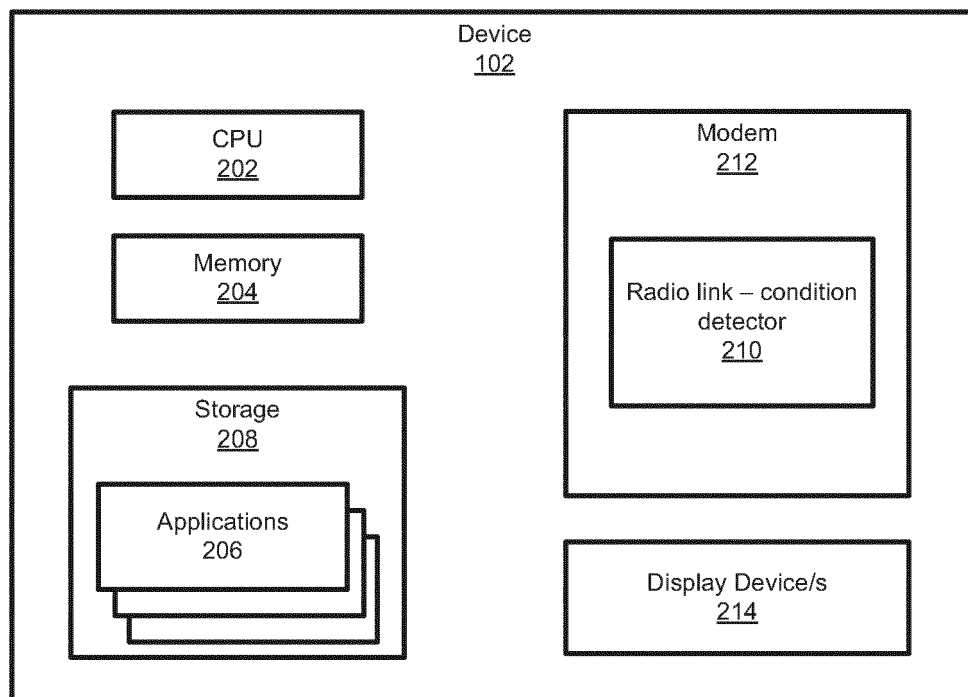 Device
102
CPU
202
Memory
204
Storage
208
Applications
206
Modem
212
Radio link – condition
detector
210
Display Device/s
214